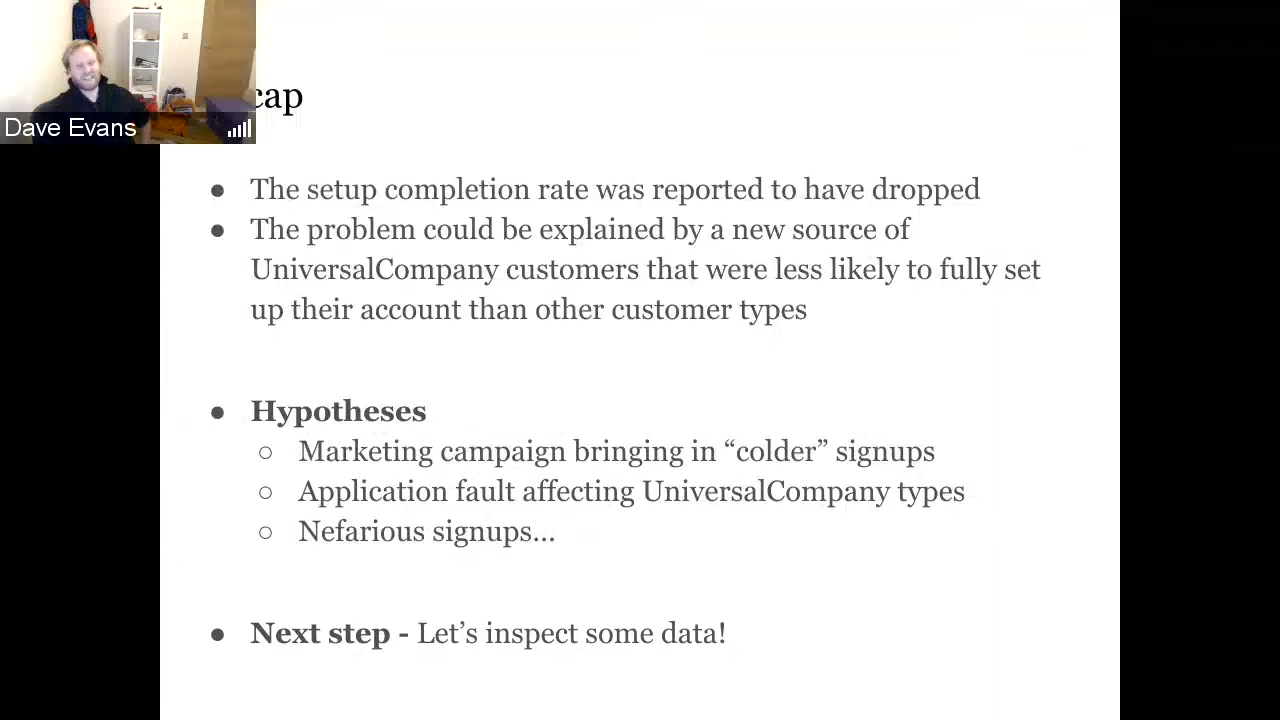 Dave Evans
cap
● The setup completion rate was reported to have dropped
● The problem could be explained by a new source of
UniversalCompany customers that were less likely to fully set
up their account than other customer types
● Hypotheses
○ Marketing campaign bringing in “colder” signups
○ Application fault affecting UniversalCompany types
○ Nefarious signups...
● Next step - Let’s inspect some data!